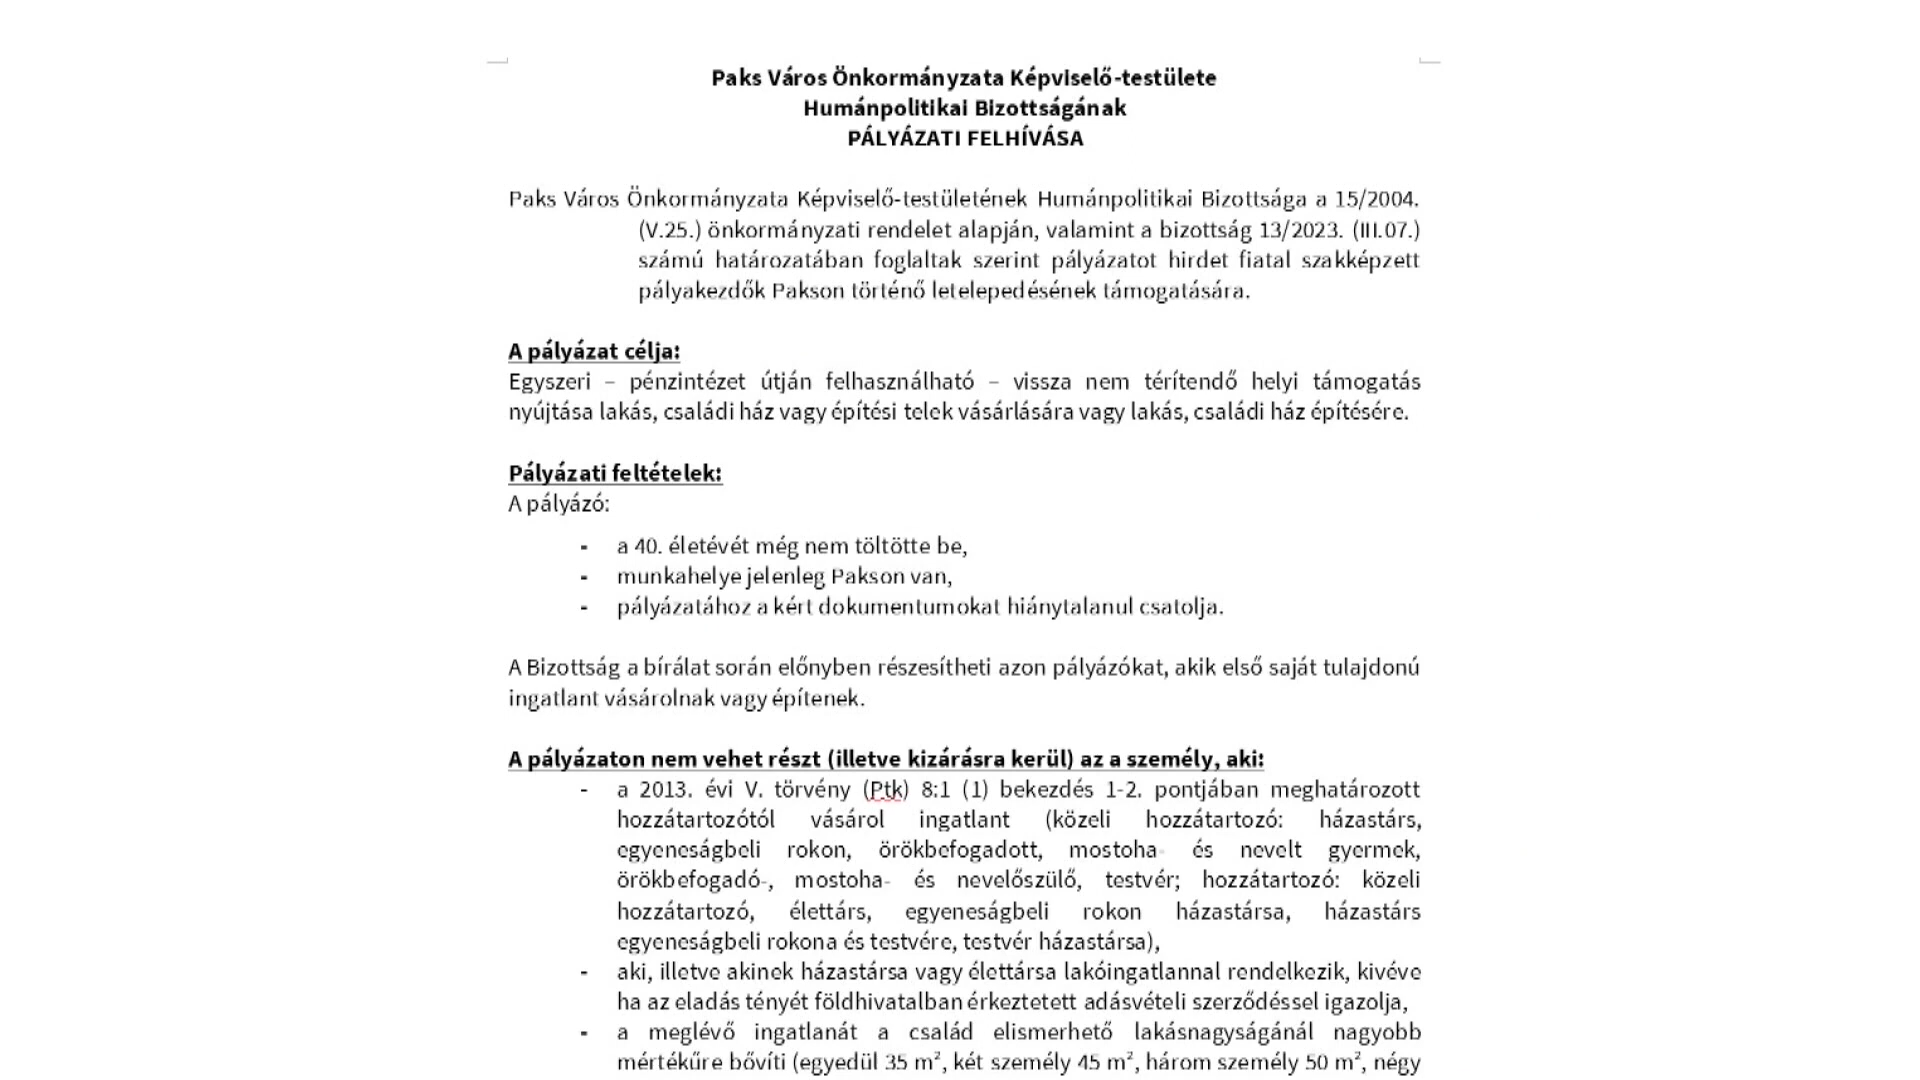 Paks Város Önkormányzata Képviselő-testülete
Humánpolitikai Bizottságának
PÁLYÁZATI FELHÍVÁSA
Paks Város Önkormányzata Képviselő-testületének Humánpolitikai Bizottsága a 15/2004.
(V.25.) önkormányzati rendelet alapján, valamint a bizottság 13/2023. (III.07.)
számú határozatában foglaltak szerint pályázatot hirdet fiatal szakképzett
pályakezdők Pakson történő letelepedésének támogatására.
A pályázat célja:
Egyszeri – pénzintézet útján felhasználható – vissza nem térítendő helyi támogatás
nyújtása lakás, családi ház vagy építési telek vásárlására vagy lakás, családi ház építésére.
Pályázati feltételek:
A pályázó:
- a 40. életévét még nem töltötte be,
- munkahelye jelenleg Pakson van,
- pályázatához a kért dokumentumokat hiánytalanul csatolja.
A Bizottság a bírálat során előnyben részesítheti azon pályázókat, akik első saját tulajdonú
ingatlant vásárolnak vagy építenek.
A pályázaton nem vehet részt (illetve kizárásra kerül) az a személy, aki:
- a 2013. évi V. törvény (Ptk) 8:1 (1) bekezdés 1-2. pontjában meghatározott
hozzátartozótól vásárol ingatlant (közeli hozzátartozó: házastárs,
egyeneságbeli rokon, örökbefogadott, mostoha- és nevelt gyermek,
örökbefogadó-, mostoha- és nevelőszülő, testvér; hozzátartozó: közeli
hozzátartozó, élettárs, egyeneságbeli rokon házastársa, házastárs
egyeneságbeli rokona és testvére, testvér házastársa),
- aki, illetve akinek házastársa vagy élettársa lakóingatlannal rendelkezik, kivéve
ha az eladás tényét földhivatalban érkeztetett adásvételi szerződéssel igazolja,
- a meglévő ingatlanát a család elismerhető lakásnagyságánál nagyobb
mértékűre bővíti (egyedül 35 m², két személy 45 m², három személy 50 m², négy